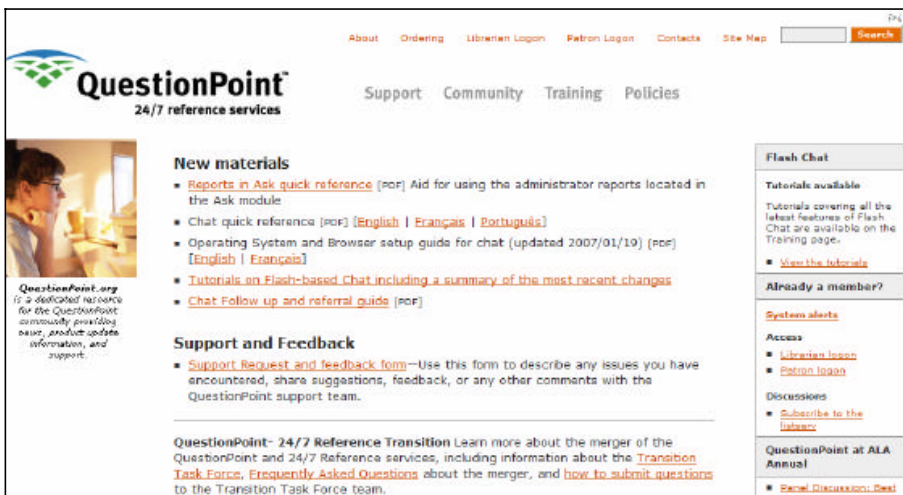 About Ordering Librarian Logon Patron Logon Contacts Site Map Search
QuestionPoint™
24/7 reference services
Support Community Training Policies
QuestionPoint.org
is a dedicated resource
for the QuestionPoint
community providing
news, product update
information, and
support.
New materials
▪ Reports in Ask quick reference [PDF] Aid for using the administrator reports located in
the Ask module
▪ Chat quick reference [PDF] [English | Français | Português]
▪ Operating System and Browser setup guide for chat (updated 2007/01/19) [PDF]
[English | Français]
▪ Tutorials on Flash-based Chat including a summary of the most recent changes
▪ Chat Follow up and referral guide [PDF]
Support and Feedback
▪ Support Request and feedback form—Use this form to describe any issues you have
encountered, share suggestions, feedback, or any other comments with the
QuestionPoint support team.
QuestionPoint- 24/7 Reference Transition Learn more about the merger of the
QuestionPoint and 24/7 Reference services, including information about the Transition
Task Force, Frequently Asked Questions about the merger, and how to submit questions
to the Transition Task Force team.
Flash Chat
Tutorials available
Tutorials covering all the
latest features of Flash
Chat are available on the
Training page.
▪ View the tutorials
Already a member?
System alerts
Access
▪ Librarian logon
▪ Patron logon
Discussions
▪ Subscribe to the
listserv
QuestionPoint at ALA
Annual
▪ Panel Discussion: Best